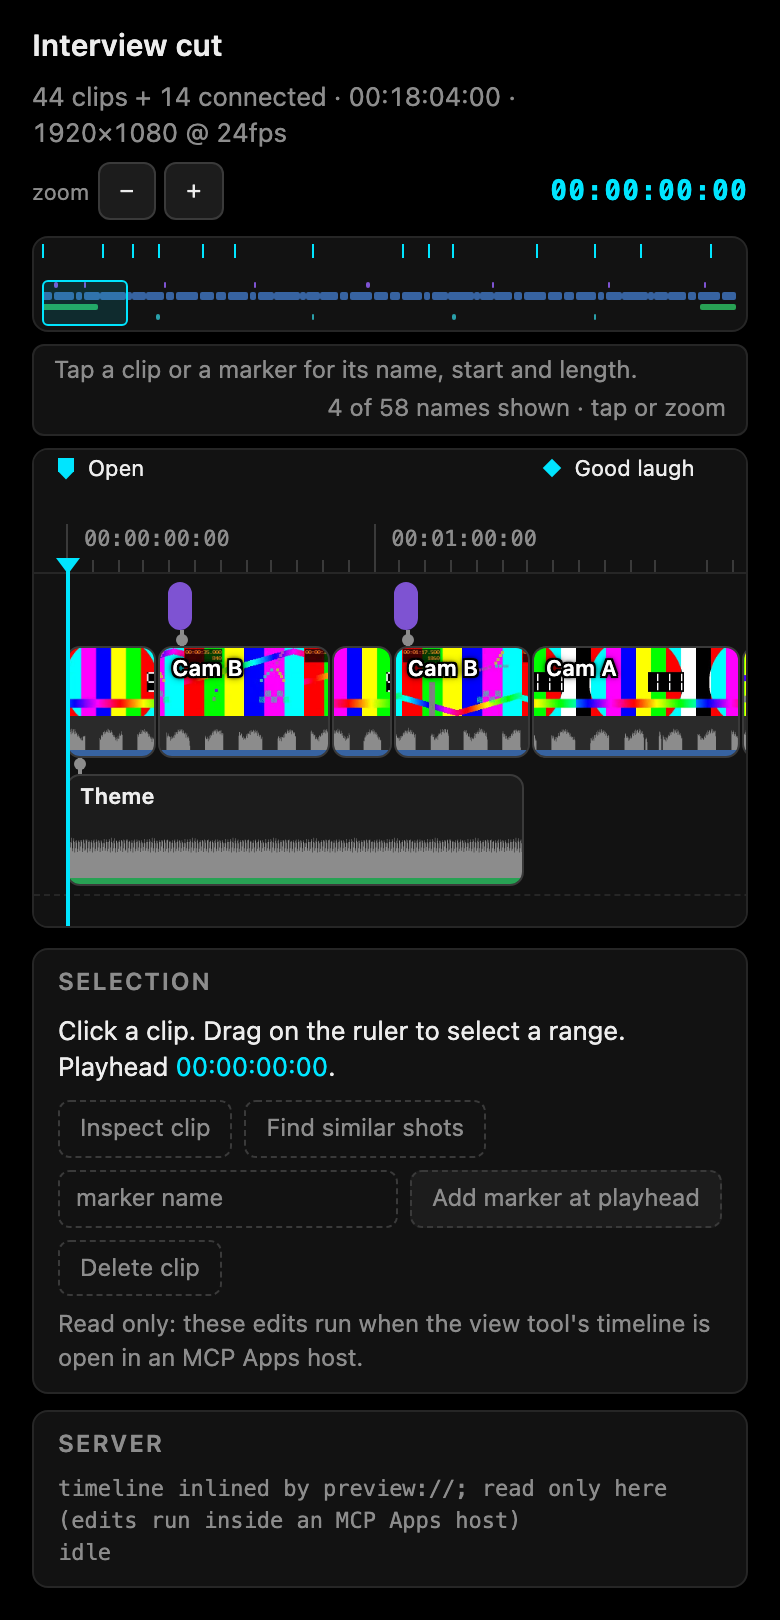 Interview cut
44 clips + 14 connected · 00:18:04:00 ·
1920×1080 @ 24fps
zoom − + 00:00:00:00
Tap a clip or a marker for its name, start and length.
4 of 58 names shown · tap or zoom
Open Good laugh
00:00:00:00 00:01:00:00
Cam B Cam B Cam A
Theme
SELECTION
Click a clip. Drag on the ruler to select a range.
Playhead 00:00:00:00.
Inspect clip Find similar shots
marker name Add marker at playhead
Delete clip
Read only: these edits run when the view tool's timeline is
open in an MCP Apps host.
SERVER
timeline inlined by preview://; read only here
(edits run inside an MCP Apps host)
idle